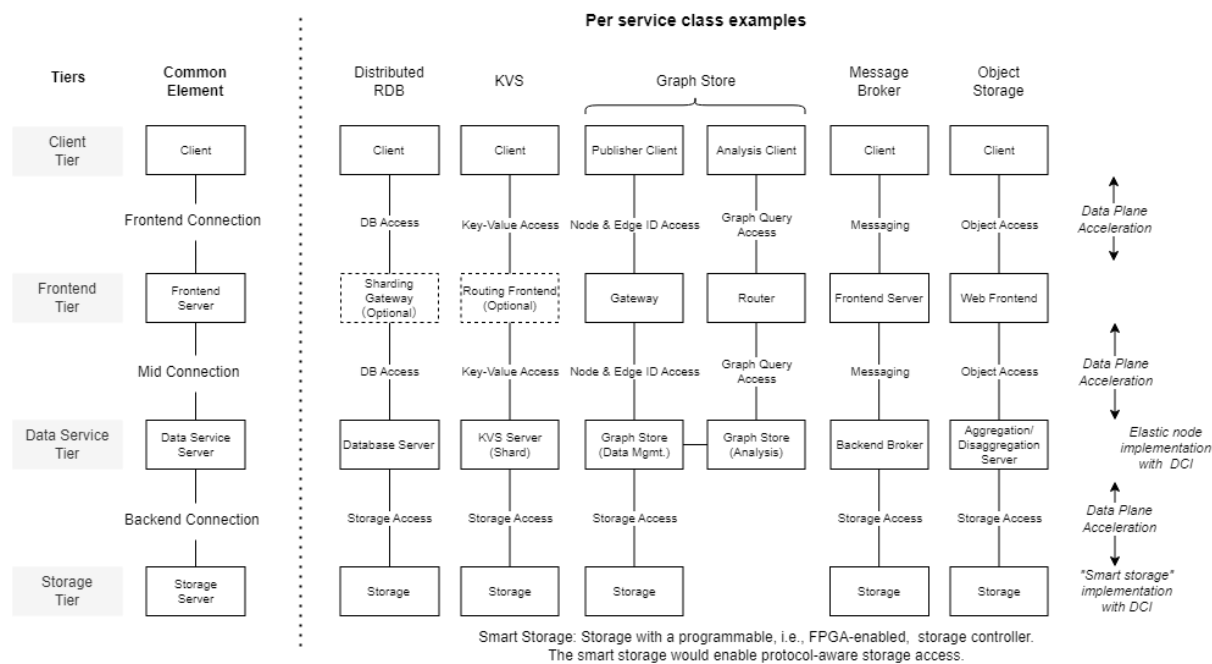 Per service class examples
Tiers
Common
Element
Distributed
RDB
KVS
Graph Store
Message
Broker
Object
Storage
Client
Tier
Client
Client
Client
Publisher Client
Analysis Client
Client
Client
Frontend Connection
DB Access
Key-Value Access
Node & Edge ID Access
Graph Query
Access
Messaging
Object Access
Data Plane
Acceleration
Frontend
Tier
Frontend
Server
Sharding
Gateway
(Optional)
Routing Frontend
(Optional)
Gateway
Router
Frontend Server
Web Frontend
Mid Connection
DB Access
Key-Value Access
Node & Edge ID Access
Graph Query
Access
Messaging
Object Access
Data Plane
Acceleration
Data Service
Tier
Data Service
Server
Database Server
KVS Server
(Shard)
Graph Store
(Data Mgmt.)
Graph Store
(Analysis)
Backend Broker
Aggregation/
Disaggregation
Server
Elastic node
implementation
with DCI
Backend Connection
Storage Access
Storage Access
Storage Access
Storage Access
Storage Access
Data Plane
Acceleration
Storage
Tier
Storage
Server
Storage
Storage
Storage
Storage
Storage
"Smart storage"
implementation
with DCI
Smart Storage: Storage with a programmable, i.e., FPGA-enabled, storage controller.
The smart storage would enable protocol-aware storage access.